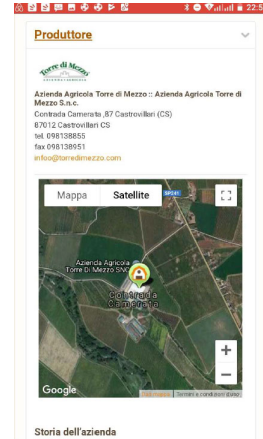 22:5
Produttore
Torre di Mezzo
Azienda Agricola Torre di Mezzo :: Azienda Agricola Torre di
Mezzo S.n.c.
Contrada Camerata ,87 Castrovillari (CS)
87012 Castrovillari CS
tel. 098138855
fax 098138951
infoo@torredimezzo.com
Mappa
Satellite
SP041
Azienda Agricola
Torre Di Mezzo SNC
Contrada
Camerata
+
−
Google
Termini e condizioni d'uso
Storia dell'azienda